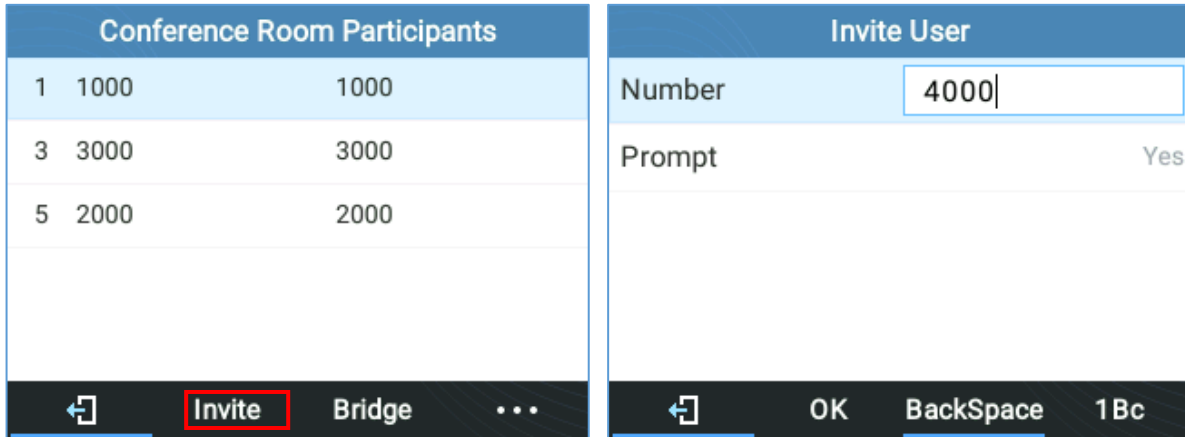 Conference Room Participants
1 1000 1000
3 3000 3000
5 2000 2000
Invite Bridge ...
Invite User
Number 4000
Prompt Yes
OK BackSpace 1Bc